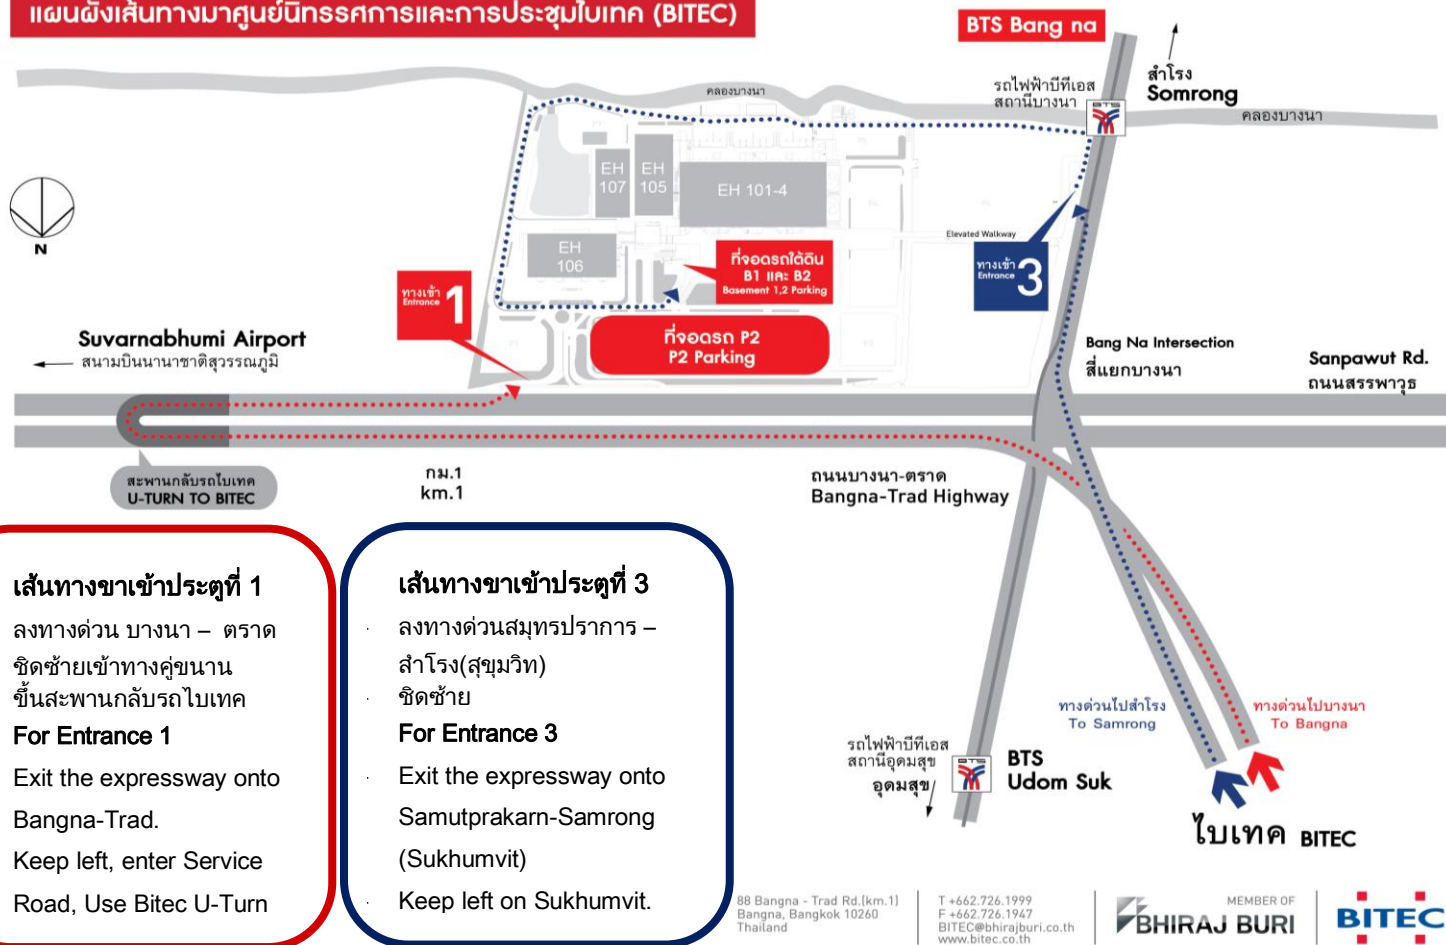 แผนผังเส้นทางมาศูนย์นิทรรศการและการประชุมไบเทค (BITEC)
BTS Bang na
สำโรง
Somrong
รถไฟฟ้าบีทีเอส
สถานีบางนา
BTS
คลองบางนา
คลองบางนา
EH
107
EH
105
EH 101-4
EH
106
Elevated Walkway
N
ทางเข้า
Entrance
1
ที่จอดรถใต้ดิน
B1 และ B2
Basement 1,2 Parking
ทางเข้า
Entrance
3
ที่จอดรถ P2
P2 Parking
Suvarnabhumi Airport
สนามบินนานาชาติสุวรรณภูมิ
Bang Na Intersection
สี่แยกบางนา
Sanpawut Rd.
ถนนสรรพาวุธ
สะพานกลับรถไบเทค
U-TURN TO BITEC
กม.1
km.1
ถนนบางนา-ตราด
Bangna-Trad Highway
เส้นทางขาเข้าประตูที่ 1
ลงทางด่วน บางนา – ตราด
ชิดซ้ายเข้าทางคู่ขนาน
ขึ้นสะพานกลับรถไบเทค
For Entrance 1
Exit the expressway onto
Bangna-Trad.
Keep left, enter Service
Road, Use Bitec U-Turn
เส้นทางขาเข้าประตูที่ 3
· ลงทางด่วนสมุทรปราการ –
สำโรง(สุขุมวิท)
· ชิดซ้าย
For Entrance 3
· Exit the expressway onto
Samutprakarn-Samrong
(Sukhumvit)
· Keep left on Sukhumvit.
ทางด่วนไปสำโรง
To Samrong
ทางด่วนไปบางนา
To Bangna
รถไฟฟ้าบีทีเอส
สถานีอุดมสุข
อุดมสุข
BTS
BTS
Udom Suk
ไบเทค BITEC
88 Bangna - Trad Rd.(km.1)
Bangna, Bangkok 10260
Thailand
T +662.726.1999
F +662.726.1947
BITEC@bhirajburi.co.th
www.bitec.co.th
MEMBER OF
BHIRAJ BURI
BITEC